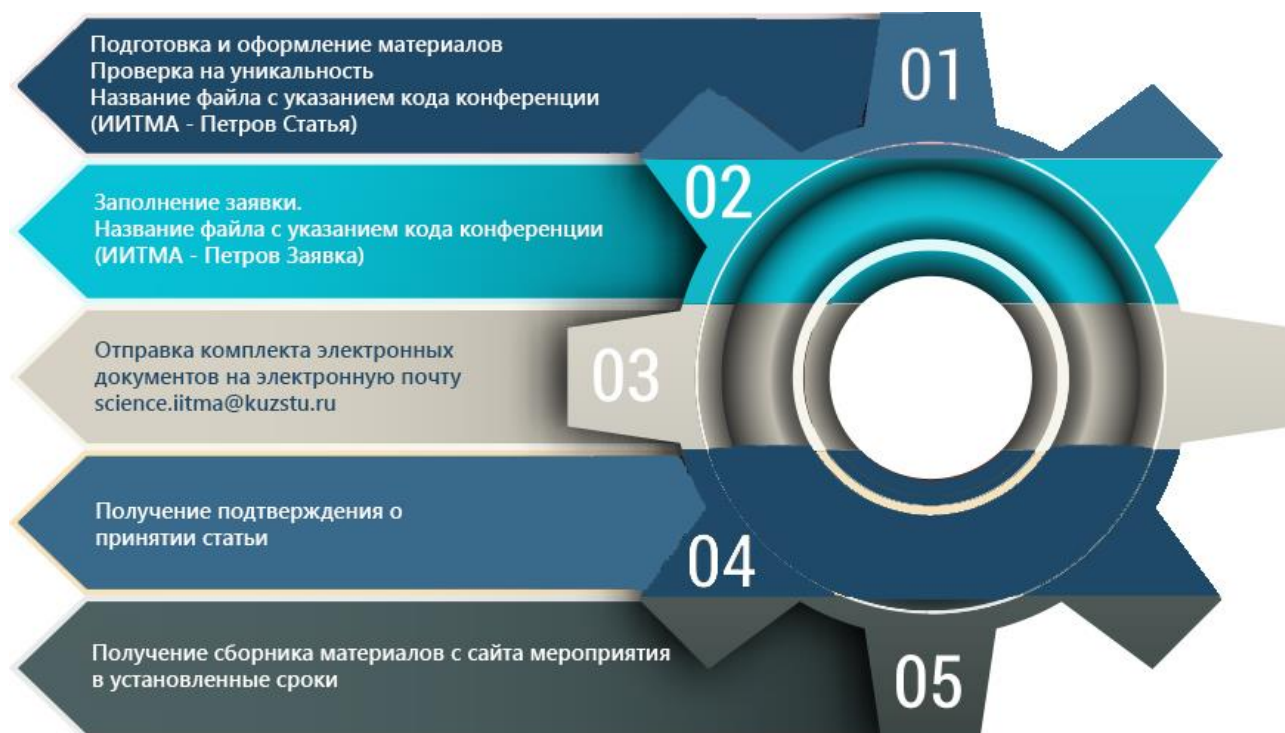 Подготовка и оформление материалов
Проверка на уникальность
Название файла с указанием кода конференции
(ИИТМА - Петров Статья)
01
Заполнение заявки.
Название файла с указанием кода конференции
(ИИТМА - Петров Заявка)
02
Отправка комплекта электронных
документов на электронную почту
science.iitma@kuzstu.ru
03
Получение подтверждения о
принятии статьи
04
Получение сборника материалов с сайта мероприятия
в установленные сроки
05